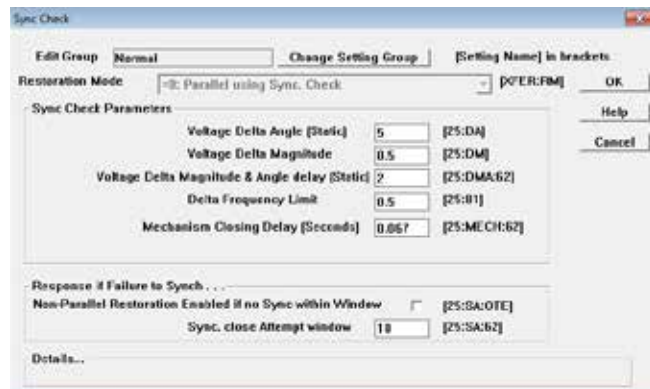 Sync Check
Edit Group Normal Change Setting Group [Setting Name] in brackets
Restoration Mode =0: Parallel using Sync. Check [XFER:RM] OK
Sync Check Parameters
Help
Voltage Delta Angle (Static) 5 [25:DA]
Cancel
Voltage Delta Magnitude 0.5 [25:DM]
Voltage Delta Magnitude & Angle delay (Static) 2 [25:DMA:62]
Delta Frequency Limit 0.5 [25:81]
Mechanism Closing Delay (Seconds) 0.067 [25:MECH:62]
Response if Failure to Synch . . .
Non-Parallel Restoration Enabled if no Sync within Window [25:SA:OTE]
Sync. close Attempt window 10 [25:SA:62]
Details...